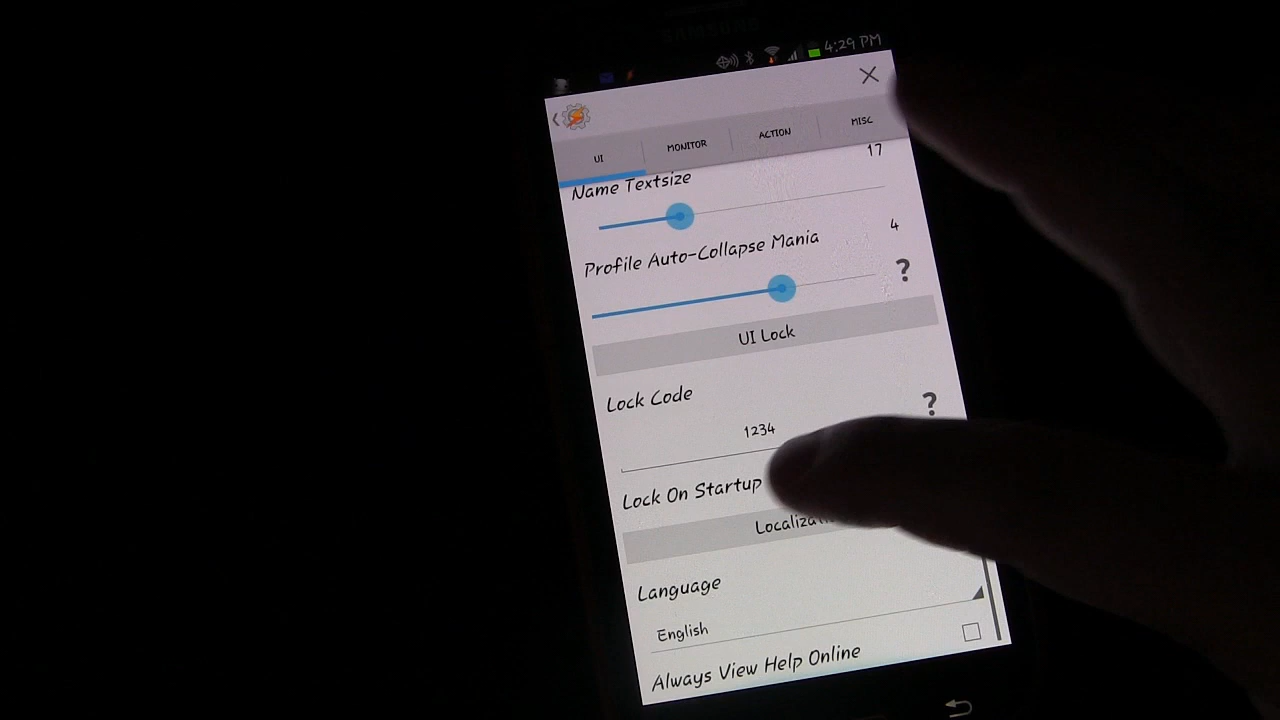 SAMSUNG
4:29 PM
UI MONITOR ACTION MISC
Name Textsize 17
Profile Auto-Collapse Mania 4
?
UI Lock
Lock Code ?
1234
Lock On Startup
Language
English
Always View Help Online